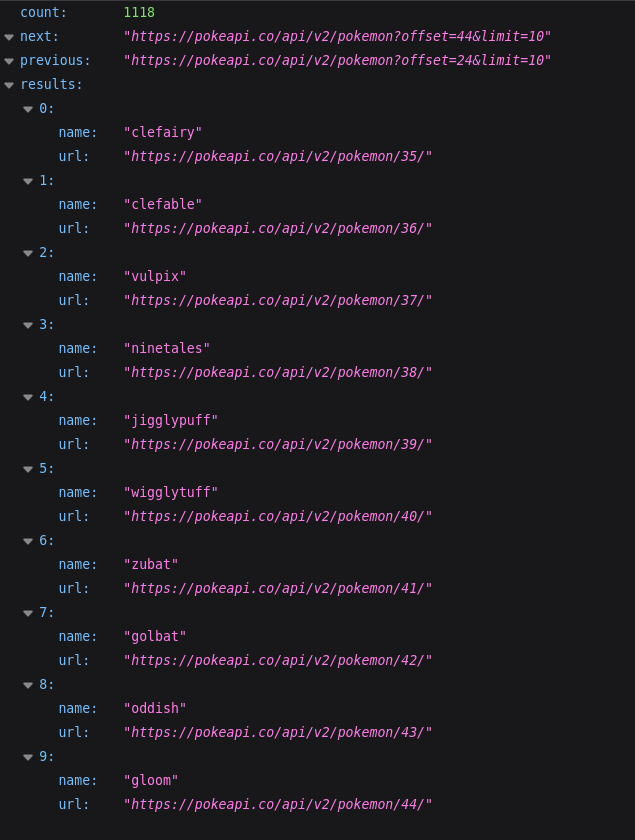 count: 1118
next: "https://pokeapi.co/api/v2/pokemon?offset=44&limit=10"
previous: "https://pokeapi.co/api/v2/pokemon?offset=24&limit=10"
results:
0:
name: "clefairy"
url: "https://pokeapi.co/api/v2/pokemon/35/"
1:
name: "clefable"
url: "https://pokeapi.co/api/v2/pokemon/36/"
2:
name: "vulpix"
url: "https://pokeapi.co/api/v2/pokemon/37/"
3:
name: "ninetales"
url: "https://pokeapi.co/api/v2/pokemon/38/"
4:
name: "jigglypuff"
url: "https://pokeapi.co/api/v2/pokemon/39/"
5:
name: "wigglytuff"
url: "https://pokeapi.co/api/v2/pokemon/40/"
6:
name: "zubat"
url: "https://pokeapi.co/api/v2/pokemon/41/"
7:
name: "golbat"
url: "https://pokeapi.co/api/v2/pokemon/42/"
8:
name: "oddish"
url: "https://pokeapi.co/api/v2/pokemon/43/"
9:
name: "gloom"
url: "https://pokeapi.co/api/v2/pokemon/44/"